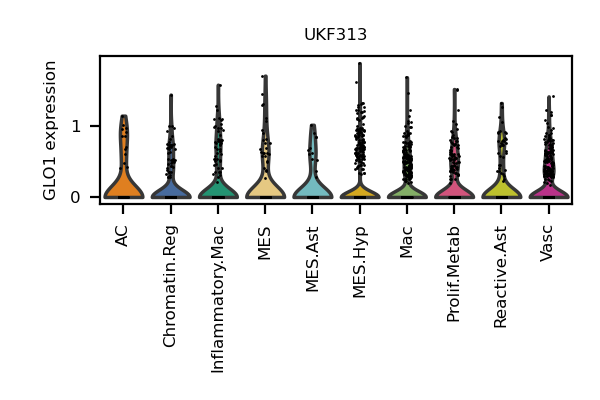 UKF313
GLO1 expression
1
0
AC
Chromatin.Reg
Inflammatory.Mac
MES
MES.Ast
MES.Hyp
Mac
Prolif.Metab
Reactive.Ast
Vasc